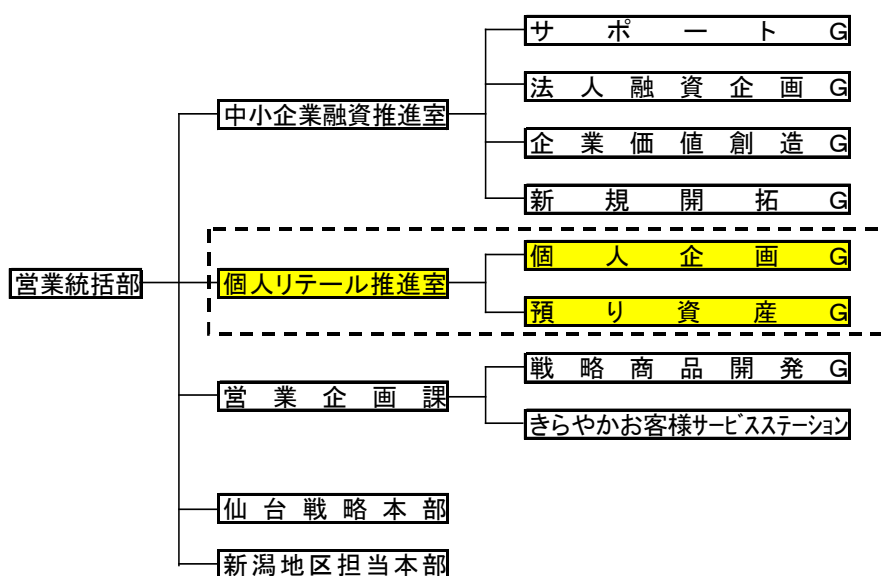 営業統括部
中小企業融資推進室
サポートG
法人融資企画G
企業価値創造G
新規開拓G
個人リテール推進室
個人企画G
預り資産G
営業企画課
戦略商品開発G
きらやかお客様ｻｰﾋﾞｽｽﾃｰｼｮﾝ
仙台戦略本部
新潟地区担当本部